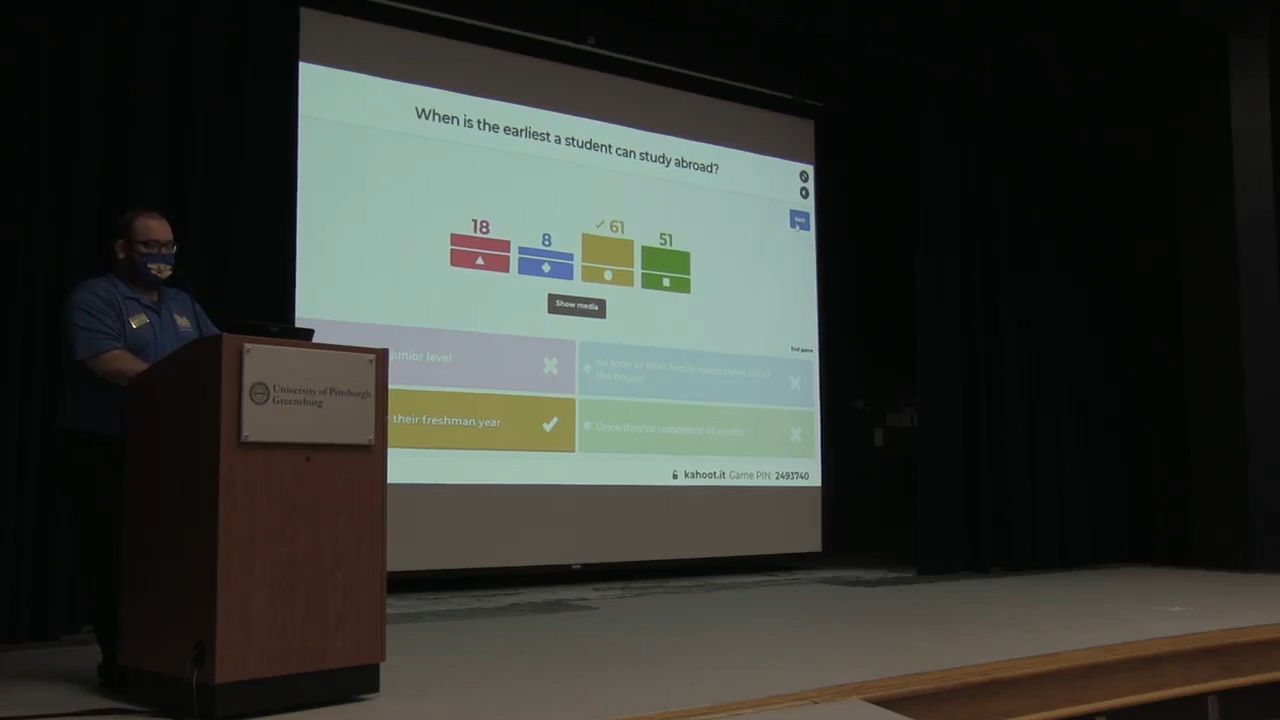 When is the earliest a student can study abroad?
Next
18
8
61
51
Show media
End game
junior level
As soon as their family wants them out of
the house!
their freshman year
Once they've completed 45 credits
kahoot.it Game PIN: 2493740
University of Pittsburgh
Greensburg